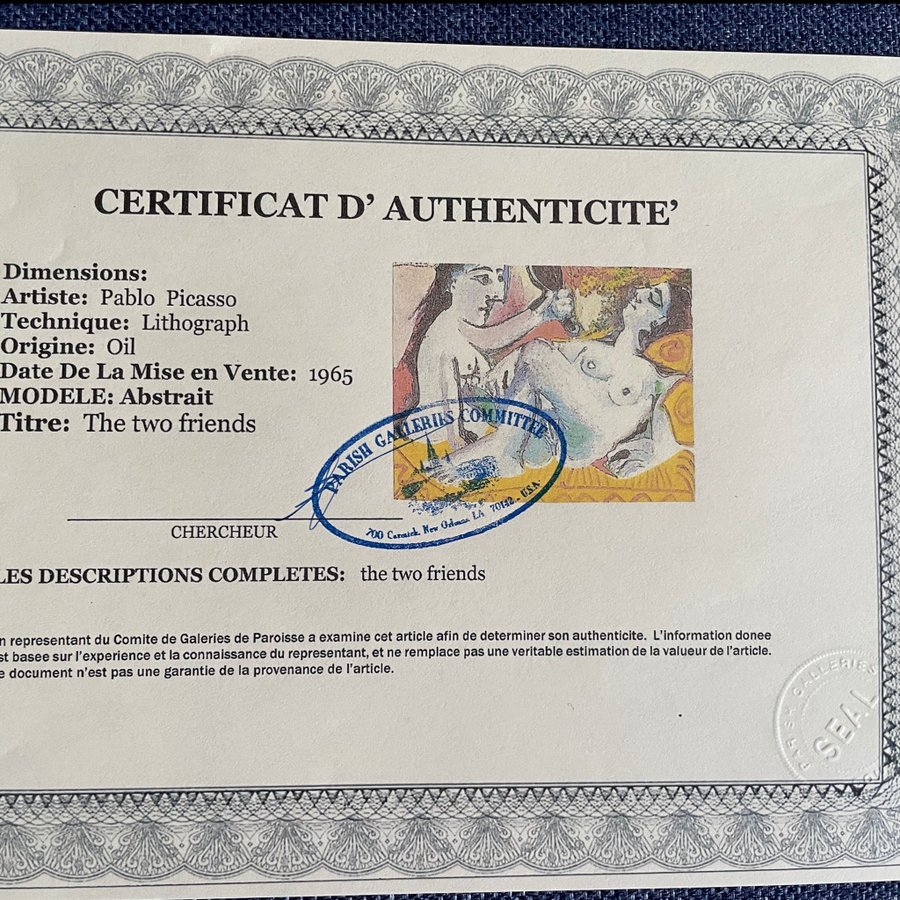 CERTIFICAT D' AUTHENTICITE'
Dimensions:
Artiste: Pablo Picasso
Technique: Lithograph
Origine: Oil
Date De La Mise en Vente: 1965
MODELE: Abstrait
Titre: The two friends
PARISH GALLERIES COMMITTEE
700 New Orleans LA 70142 - USA
CHERCHEUR
LES DESCRIPTIONS COMPLETES: the two friends
n representant du Comite de Galeries de Paroisse a examine cet article afin de determiner son authenticite. L'information donee
st basee sur l'experience et la connaissance du representant, et ne remplace pas une veritable estimation de la valueur de l'article.
e document n'est pas une garantie de la provenance de l'article.
PARISH GALLERIES
SEAL